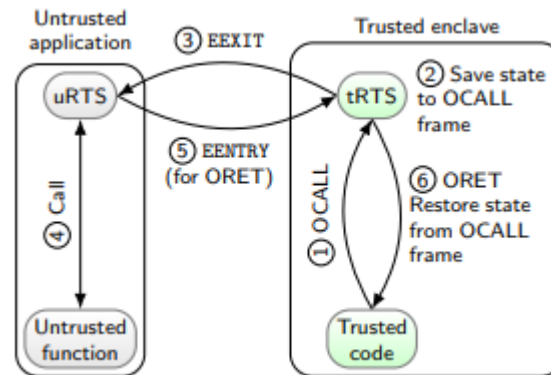 Untrusted
application
Trusted enclave
③ EEXIT
uRTS
tRTS
② Save state
to OCALL
frame
⑤ EENTRY
(for ORET)
④ Call
① OCALL
⑥ ORET
Restore state
from OCALL
frame
Untrusted
function
Trusted
code